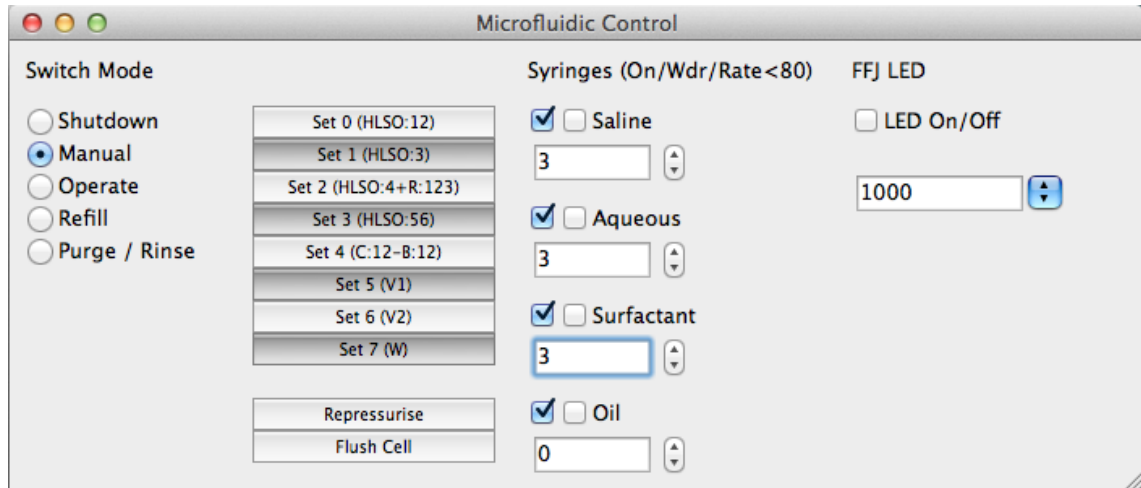 Microfluidic Control
Switch Mode
Shutdown
Manual
Operate
Refill
Purge / Rinse
Set 0 (HLSO:12)
Set 1 (HLSO:3)
Set 2 (HLSO:4+R:123)
Set 3 (HLSO:56)
Set 4 (C:12-B:12)
Set 5 (V1)
Set 6 (V2)
Set 7 (W)
Repressurise
Flush Cell
Syringes (On/Wdr/Rate<80)
Saline
3
Aqueous
3
Surfactant
3
Oil
0
FFJ LED
LED On/Off
1000